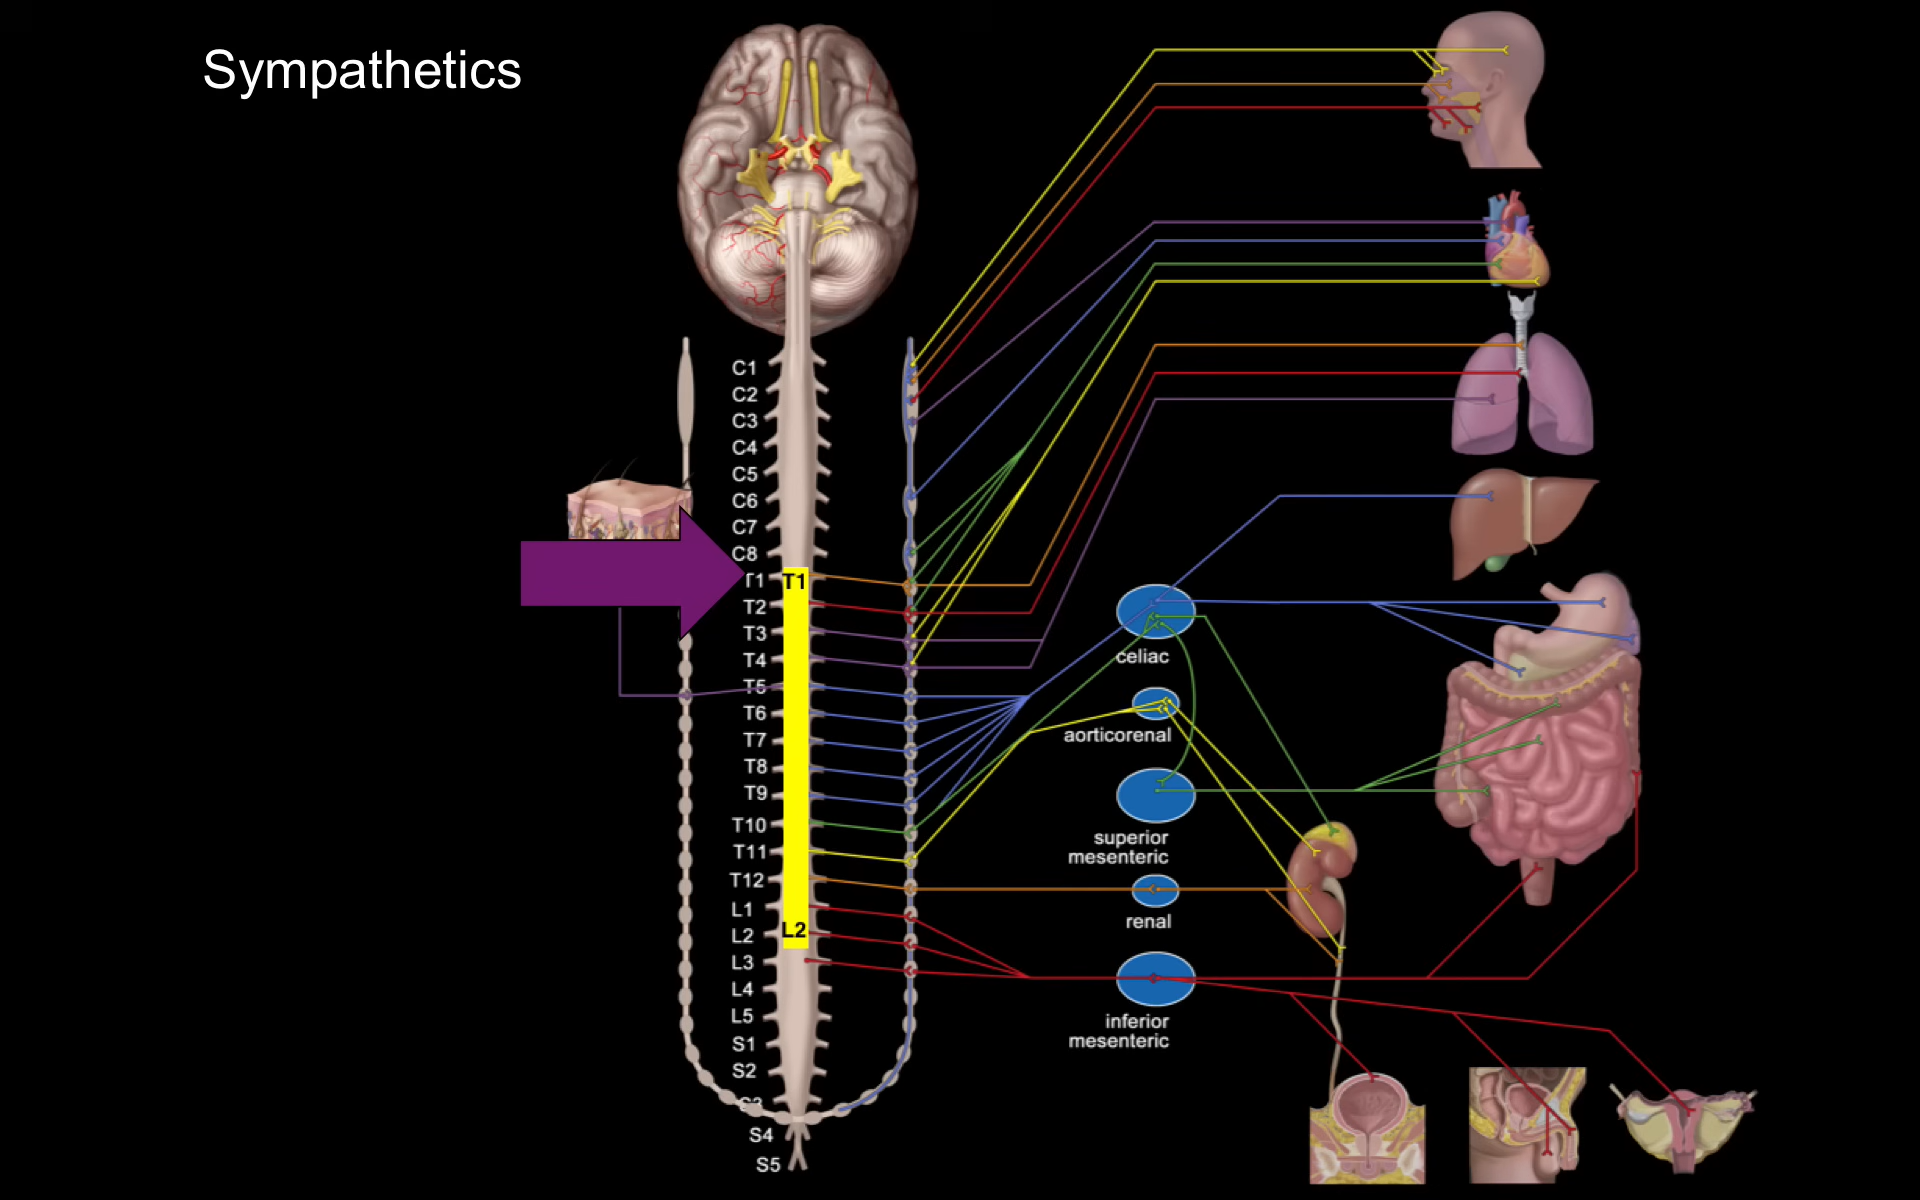 Sympathetics
C1
C2
C3
C4
C5
C6
C7
C8
T1 T1
T2
T3
T4
T5
T6
T7
T8
T9
T10
T11
T12
L1
L2 L2
L3
L4
L5
S1
S2
S3
S4
S5
celiac
aorticorenal
superior
mesenteric
renal
inferior
mesenteric